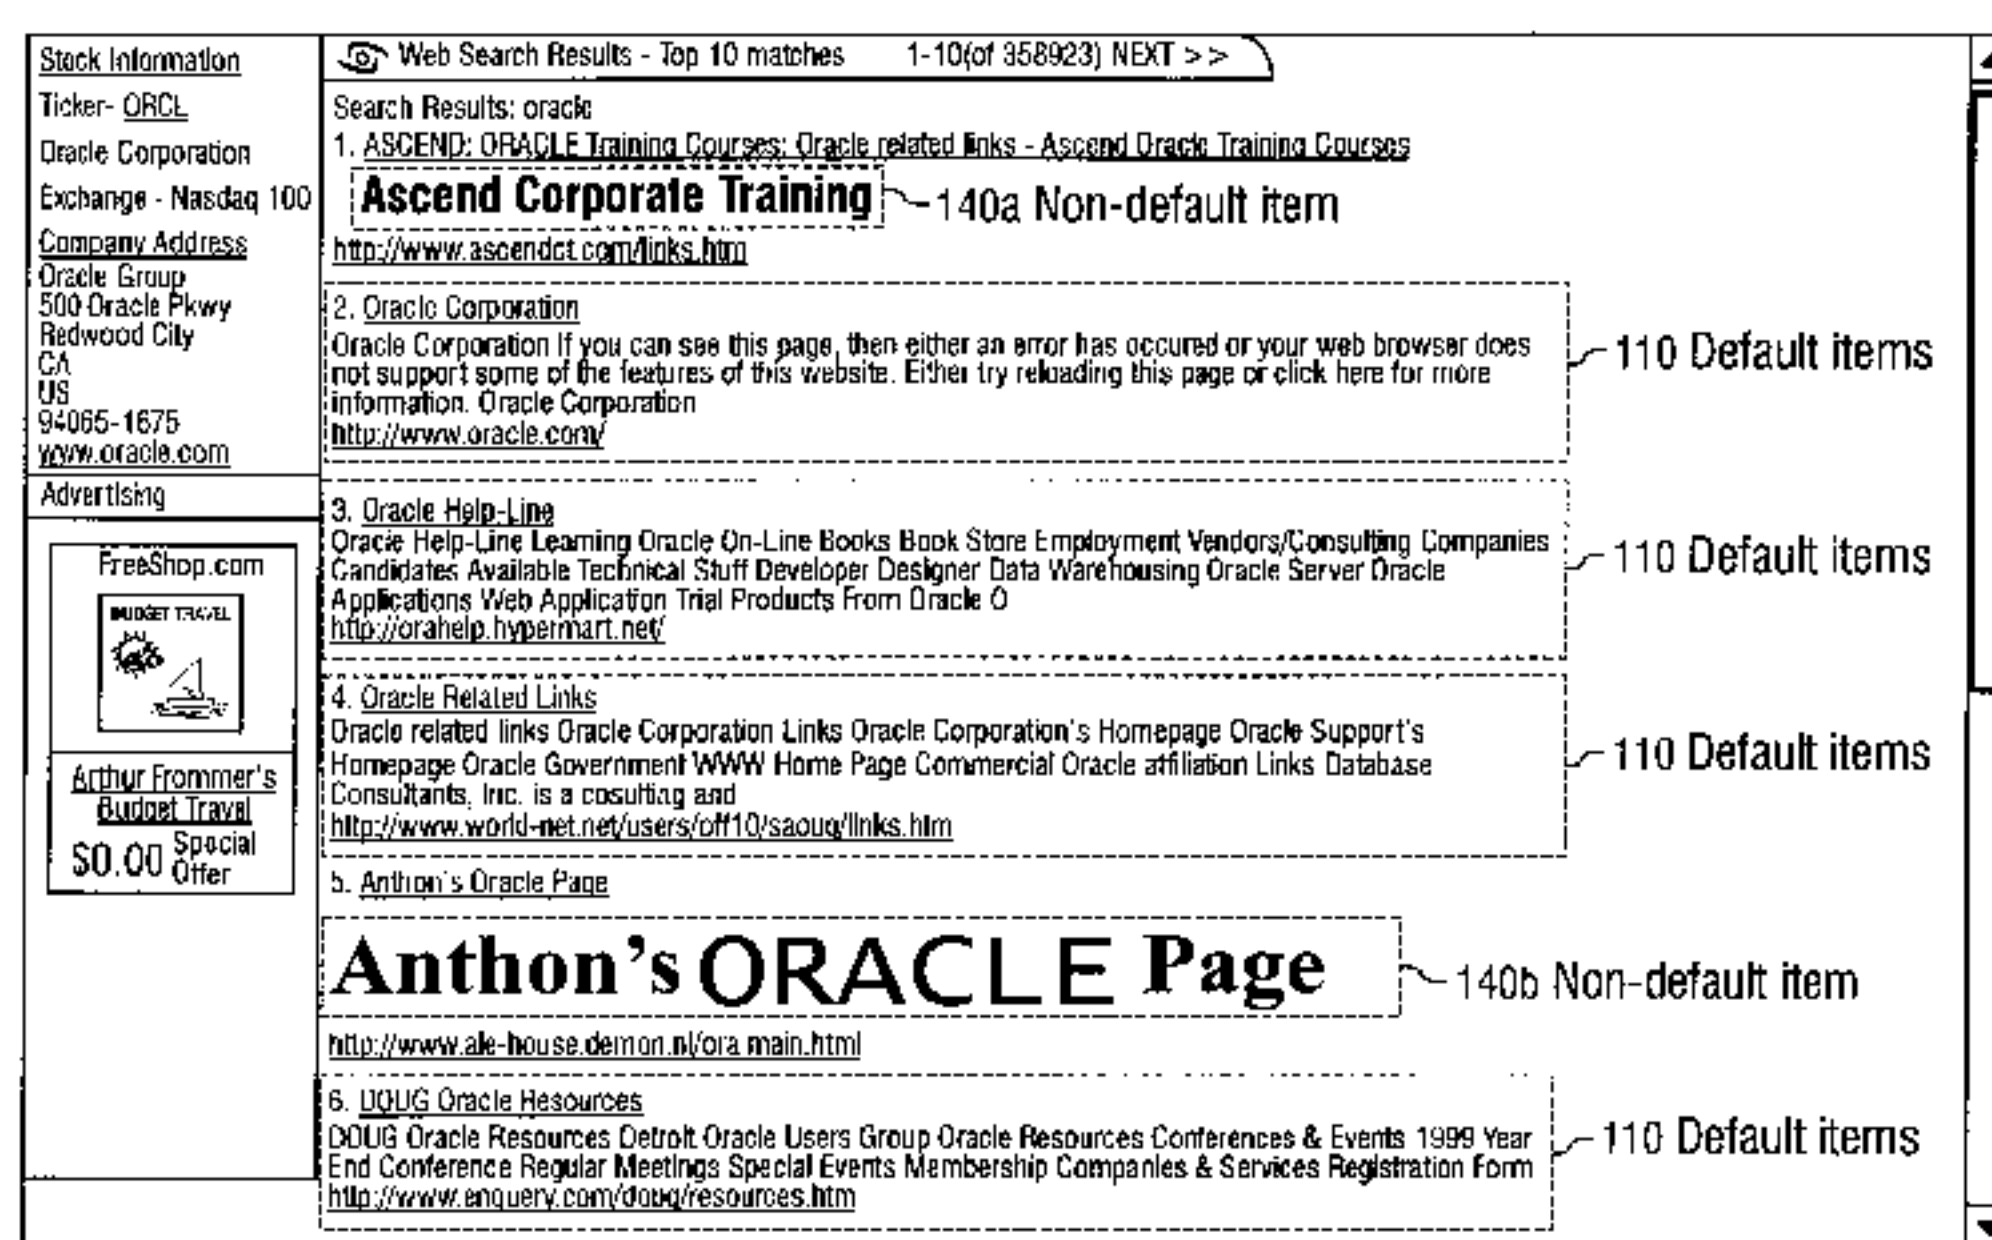 Stock Information
Ticker- ORCL
Oracle Corporation
Exchange - Nasdaq 100
Company Address
Oracle Group
500 Oracle Pkwy
Redwood City
CA
US
94065-1675
www.oracle.com
Advertising
FreeShop.com
BUDGET TRAVEL
Arthur Frommer's
Budget Travel
$0.00 Special Offer
Web Search Results - Top 10 matches 1-10(of 358923) NEXT > >
Search Results: oracle
1. ASCEND: ORACLE Training Courses: Oracle related links - Ascend Oracle Training Courses
Ascend Corporate Training
140a Non-default item
http://www.ascendct.com/links.htm
2. Oracle Corporation
Oracle Corporation If you can see this page, then either an error has occured or your web browser does
not support some of the features of this website. Either try reloading this page or click here for more
information. Oracle Corporation
http://www.oracle.com/
110 Default items
3. Oracle Help-Line
Oracle Help-Line Learning Oracle On-Line Books Book Store Employment Vendors/Consulting Companies
Candidates Available Technical Stuff Developer Designer Data Warehousing Oracle Server Oracle
Applications Web Application Trial Products From Oracle O
http://orahelp.hypermart.net/
110 Default items
4. Oracle Related Links
Oracle related links Oracle Corporation Links Oracle Corporation's Homepage Oracle Support's
Homepage Oracle Government WWW Home Page Commercial Oracle affiliation Links Database
Consultants, Inc. is a cosulting and
http://www.world-net.net/users/off10/saouq/links.htm
110 Default items
5. Anthon's Oracle Page
Anthon's ORACLE Page
140b Non-default item
http://www.ale-house.demon.nl/ora main.html
6. DOUG Oracle Resources
DOUG Oracle Resources Detroit Oracle Users Group Oracle Resources Conferences & Events 1999 Year
End Conference Regular Meetings Special Events Membership Companies & Services Registration Form
http://www.enquery.com/doug/resources.htm
110 Default items